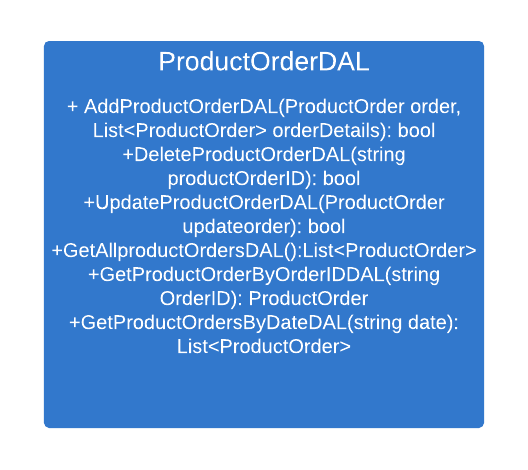 ProductOrderDAL
+ AddProductOrderDAL(ProductOrder order,
List<ProductOrder> orderDetails): bool
+DeleteProductOrderDAL(string
productOrderID): bool
+UpdateProductOrderDAL(ProductOrder
updateorder): bool
+GetAllproductOrdersDAL():List<ProductOrder>
+GetProductOrderByOrderIDDAL(string
OrderID): ProductOrder
+GetProductOrdersByDateDAL(string date):
List<ProductOrder>